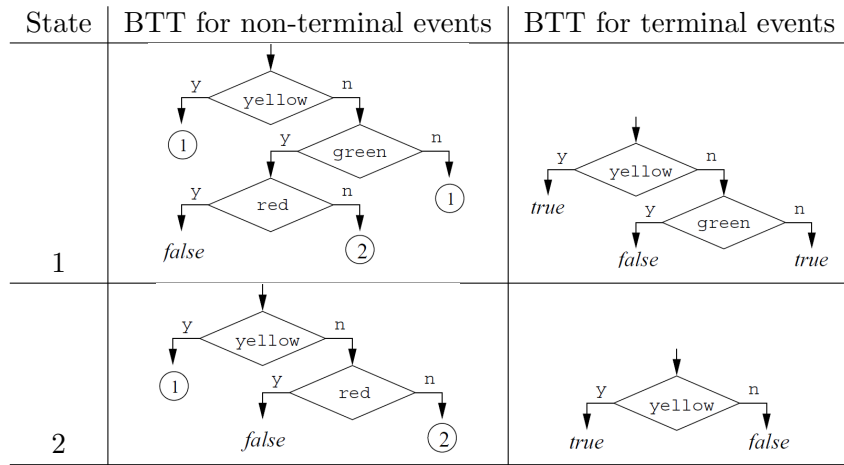 State BTT for non-terminal events BTT for terminal events
y yellow n
1 y green n
y yellow n
y red n 1
true y green n
false 2
1 false true
y yellow n
1 y red n
y yellow n
false 2 true false
2